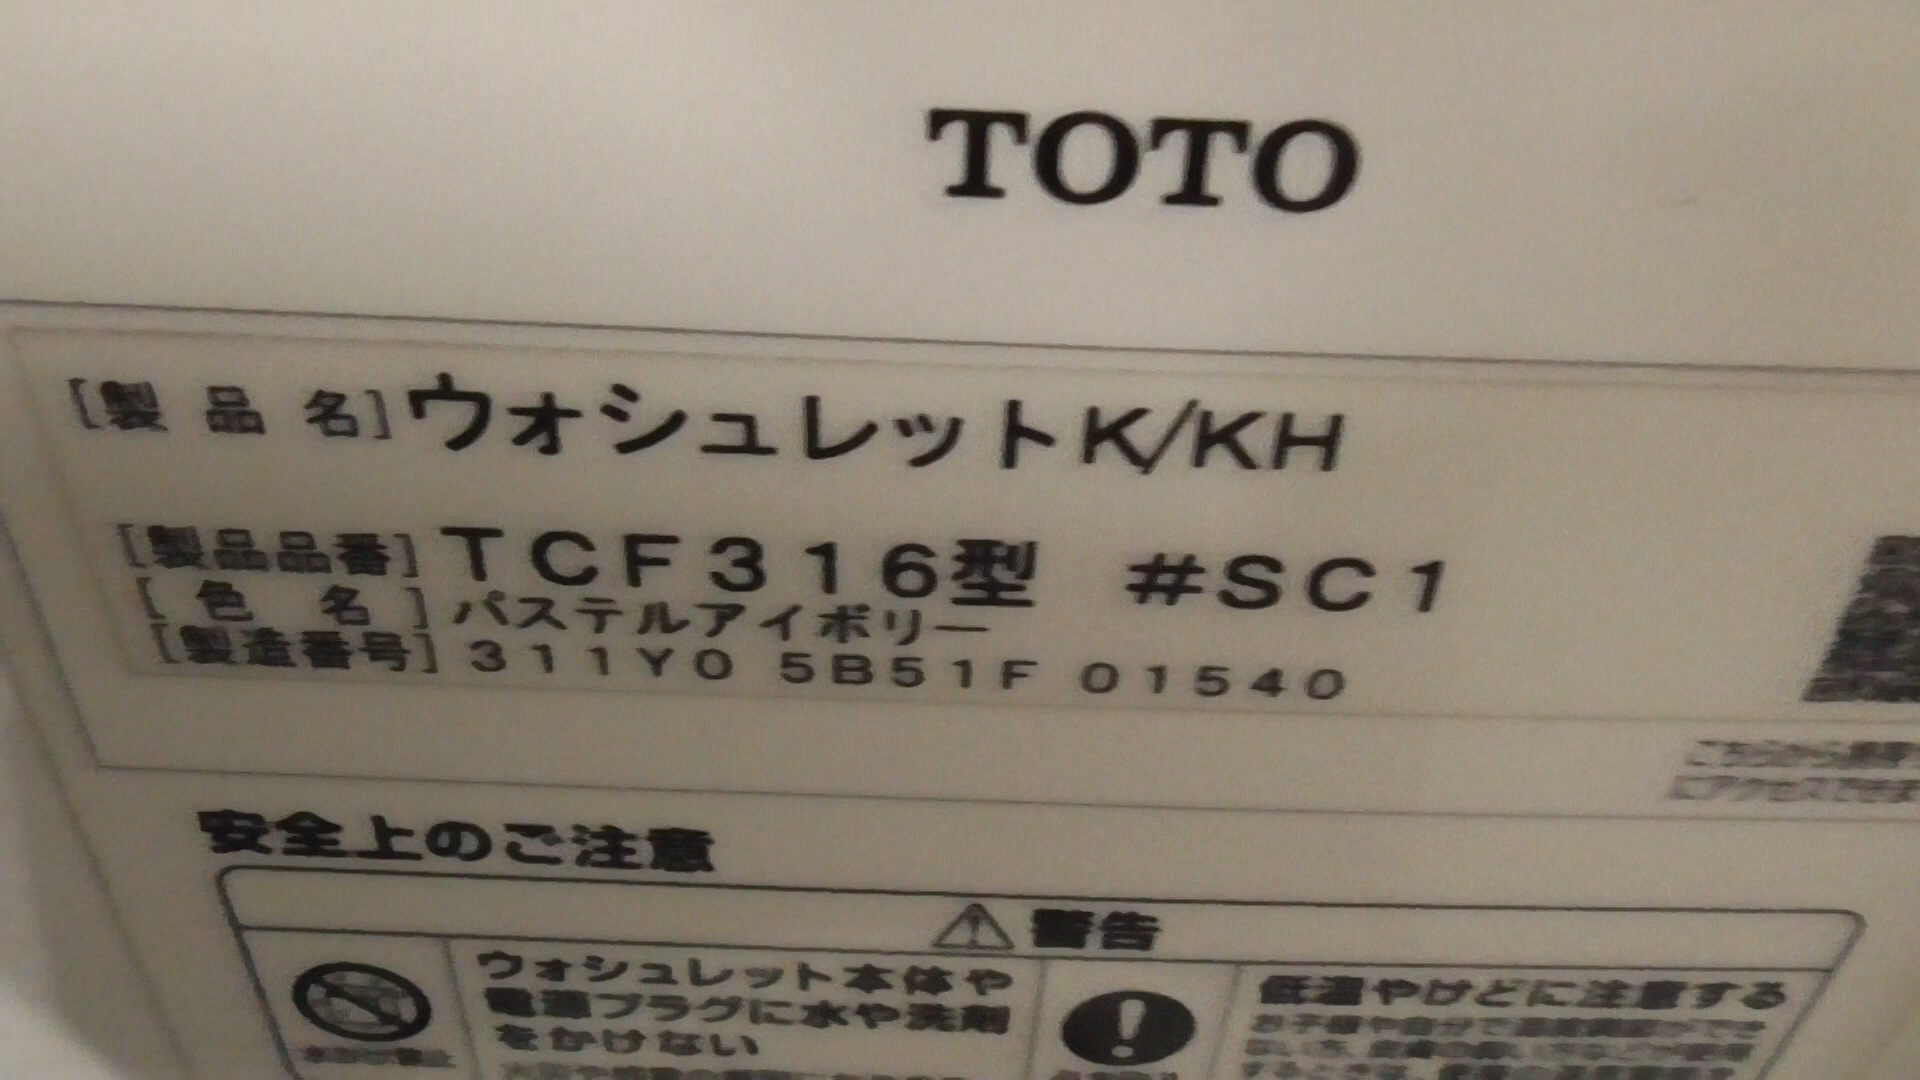 TOTO
[製品名]ウォシュレットK/KH
[製品品番]TCF316型 #SC1
[色名]パステルアイボリー
[製造番号]311Y0 5B51F 01540
安全上のご注意
警告
ウォシュレット本体や
電源プラグに水や洗剤
をかけない
低温やけどに注意する